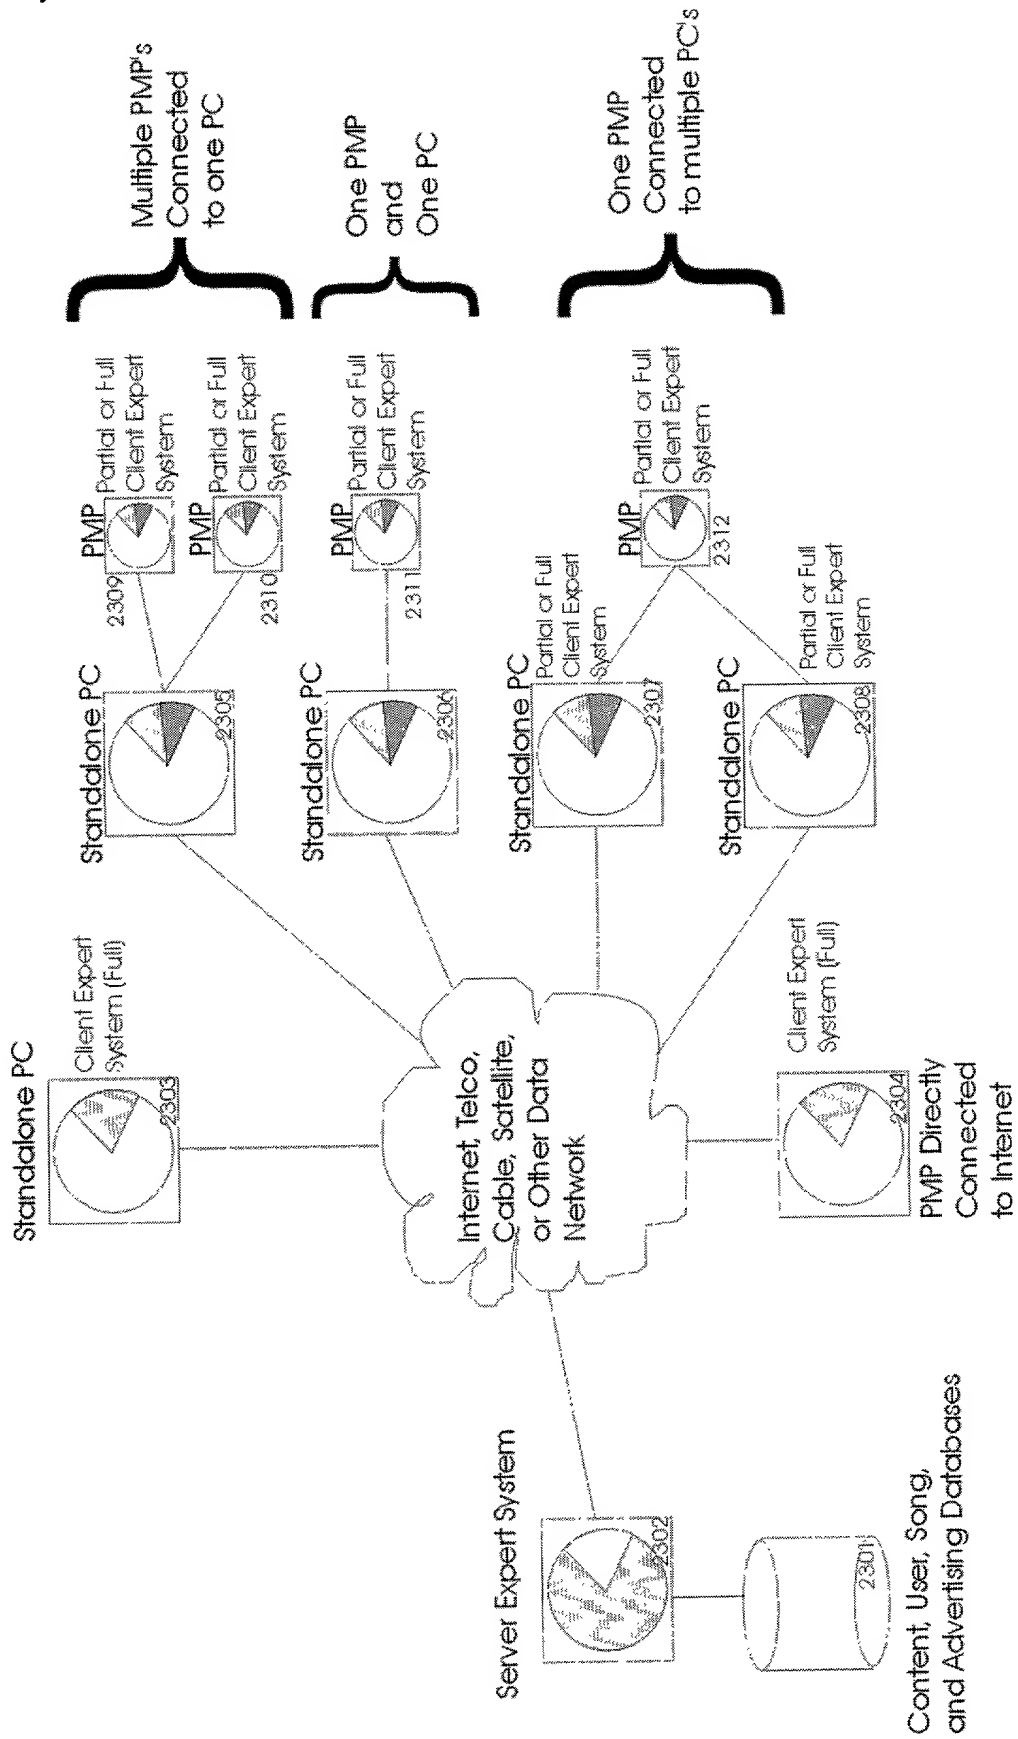 Multiple PMP's
Connected
to one PC
One PMP
and
One PC
One PMP
Connected
to multiple PC's
PMP
Partial or Full
Client Expert
System
2309
PMP
Partial or Full
Client Expert
System
2310
PMP
Partial or Full
Client Expert
System
2311
PMP
Partial or Full
Client Expert
System
2312
Standalone PC
2305
Standalone PC
2306
Standalone PC
Partial or Full
Client Expert
System
2307
Standalone PC
Partial or Full
Client Expert
System
2308
Standalone PC
Client Expert
System (Full)
2303
Internet, Telco,
Cable, Satellite,
or Other Data
Network
Client Expert
System (Full)
2304
PMP Directly
Connected
to Internet
Server Expert System
2302
2301
Content, User, Song,
and Advertising Databases